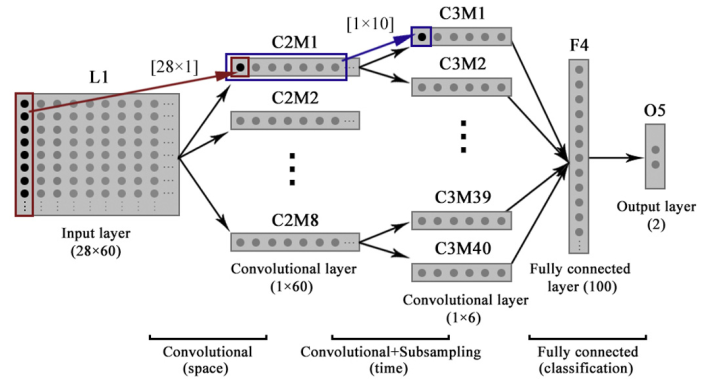 [1×10]
C3M1
C2M1
F4
L1
[28×1]
C3M2
C2M2
O5
C3M39
C2M8
C3M40
Input layer
(28×60)
Convolutional layer
(1×60)
Convolutional layer
(1×6)
Fully connected
layer (100)
Output layer
(2)
Convolutional
(space)
Convolutional+Subsampling
(time)
Fully connected
(classification)